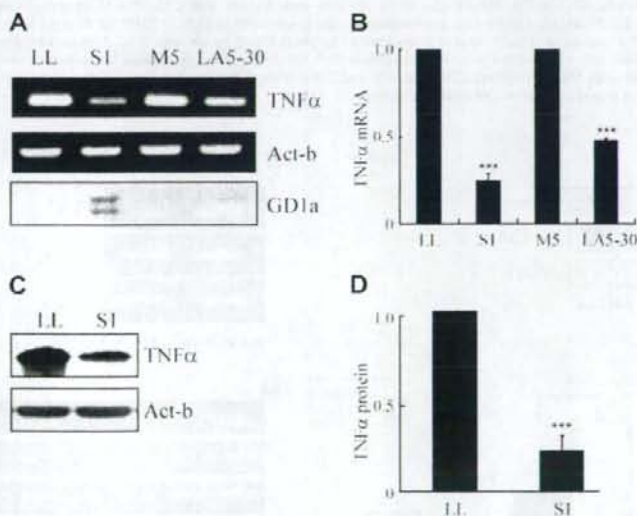 A
LL S1 M5 LA5-30
TNFα
Act-b
GD1a
B
TNFα mRNA
1.0
0.5
0
***
***
LL S1 M5 LA5-30
C
LL S1
TNFα
Act-b
D
TNFα protein
1.0
0.5
0
***
LL S1